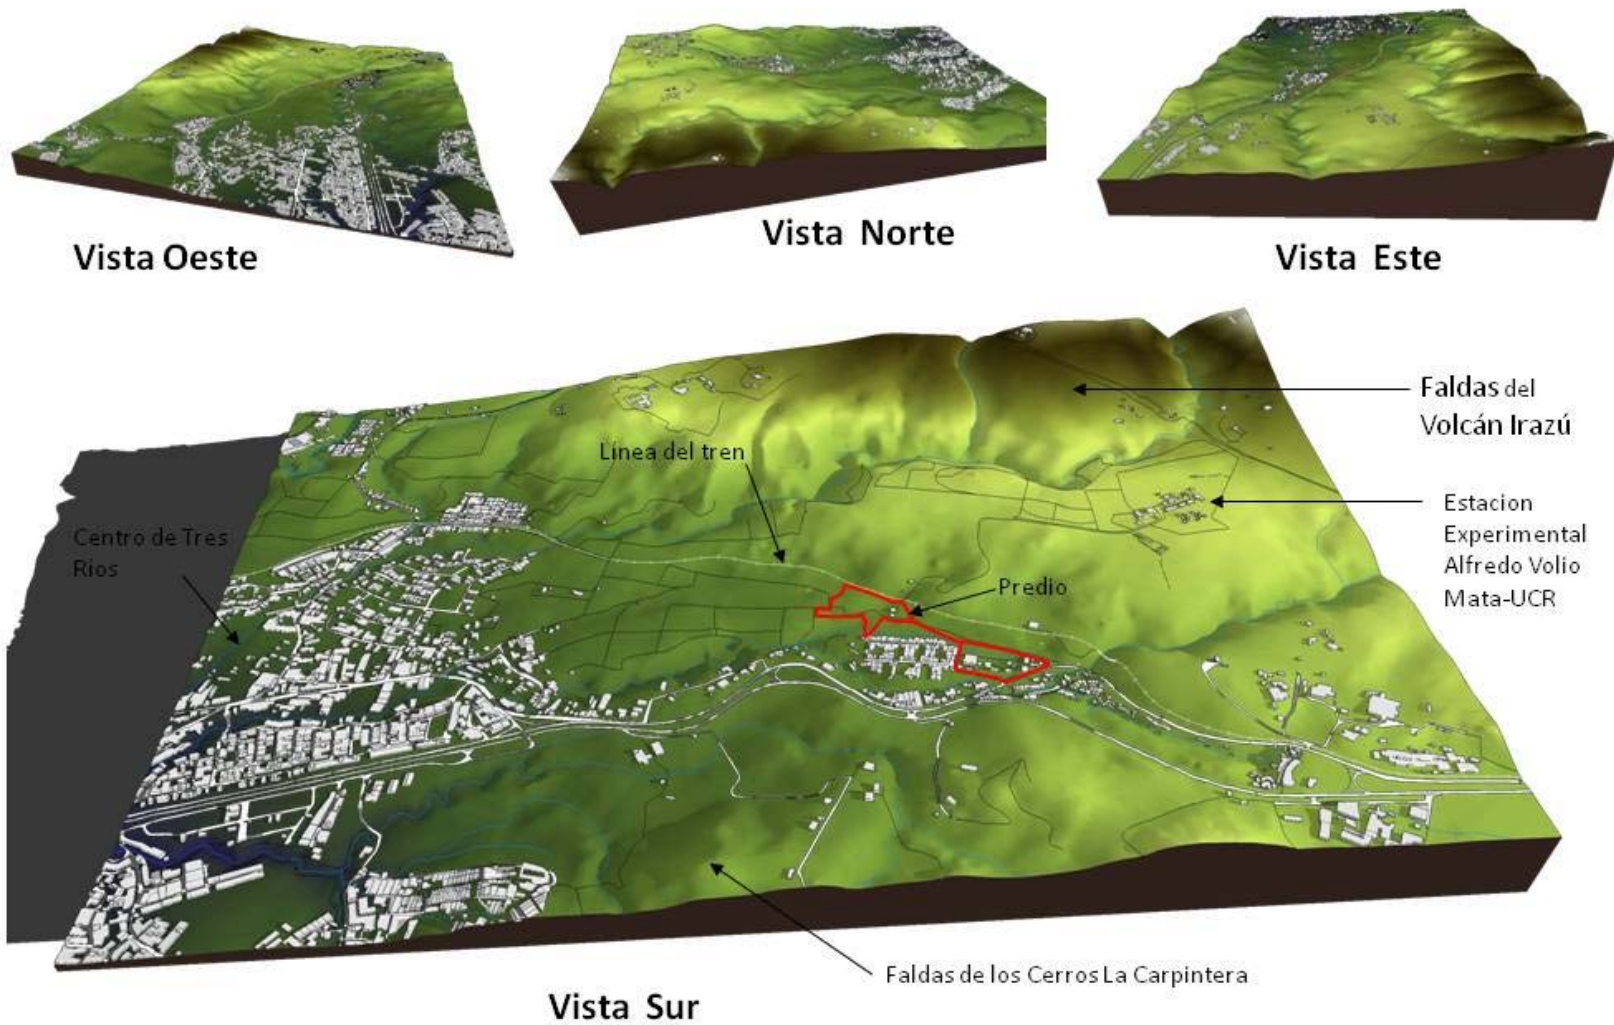 Vista Oeste
Vista Norte
Vista Este
Faldas del
Volcán Irazú
Línea del tren
Estacion
Experimental
Alfredo Volio
Mata-UCR
Centro de Tres
Rios
Predio
Faldas de los Cerros La Carpintera
Vista Sur